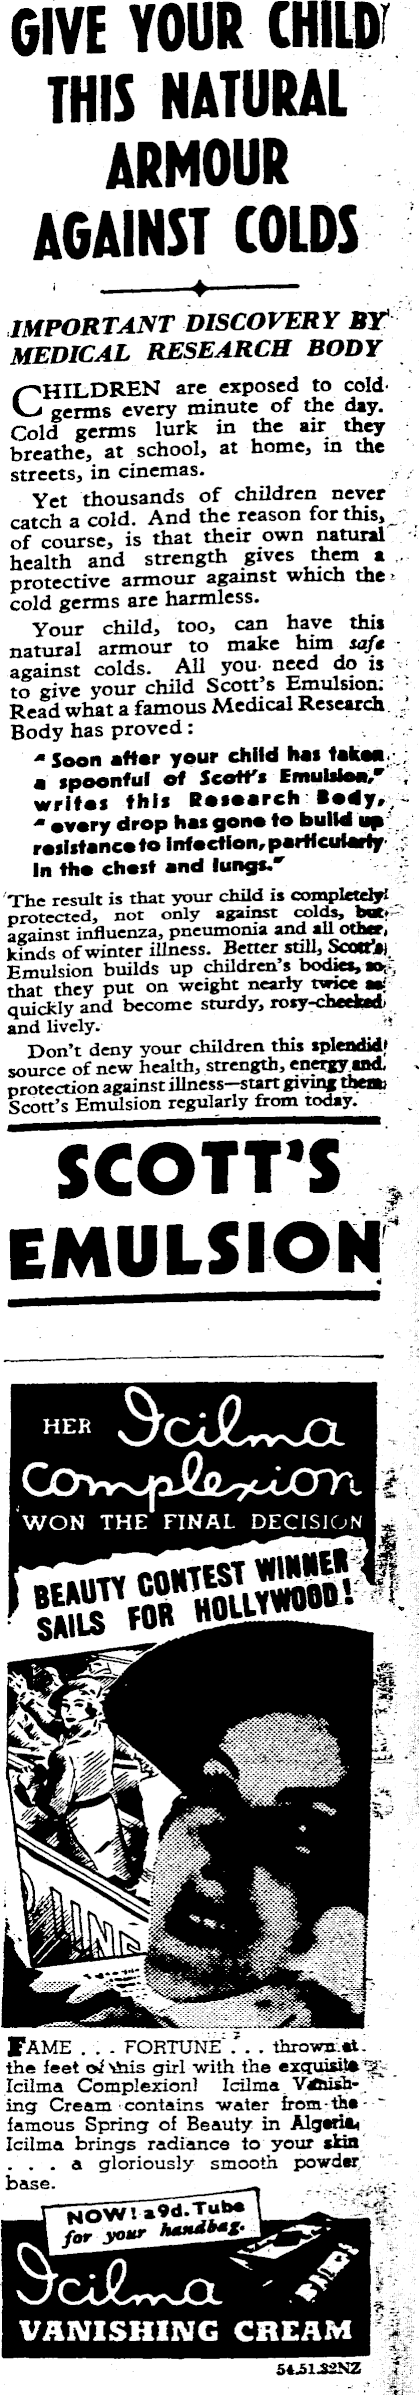 GIVE YOUR CHILD
THIS NATURAL
ARMOUR
AGAINST COLDS
IMPORTANT DISCOVERY BY
MEDICAL RESEARCH BODY
CHILDREN are exposed to cold
germs every minute of the day.
Cold germs lurk in the air they
breathe, at school, at home, in the
streets, in cinemas.
Yet thousands of children never
catch a cold. And the reason for this,
of course, is that their own natural
health and strength gives them a
protective armour against which the
cold germs are harmless.
Your child, too, can have this
natural armour to make him safe
against colds. All you need do is
to give your child Scott's Emulsion.
Read what a famous Medical Research
Body has proved:
"Soon after your child has taken
a spoonful of Scott's Emulsion,"
writes this Research Body,
"every drop has gone to build up
resistance to infection, particularly
in the chest and lungs."
The result is that your child is completely
protected, not only against colds, but
against influenza, pneumonia and all other
kinds of winter illness. Better still, Scott's
Emulsion builds up children's bodies, so
that they put on weight nearly twice as
quickly and become sturdy, rosy-cheeked
and lively.
Don't deny your children this splendid
source of new health, strength, energy and
protection against illness—start giving them
Scott's Emulsion regularly from today.
SCOTT'S
EMULSION
HER Icilma
Complexion
WON THE FINAL DECISION
BEAUTY CONTEST WINNER
SAILS FOR HOLLYWOOD!
LINE
FAME . . . FORTUNE . . . thrown at
the feet of this girl with the exquisite
Icilma Complexion! Icilma Vanish-
ing Cream contains water from the
famous Spring of Beauty in Algeria,
Icilma brings radiance to your skin
. . . a gloriously smooth powder
base.
NOW! a 9d. Tube
for your handbag.
Icilma
VANISHING CREAM
54.51.32NZ